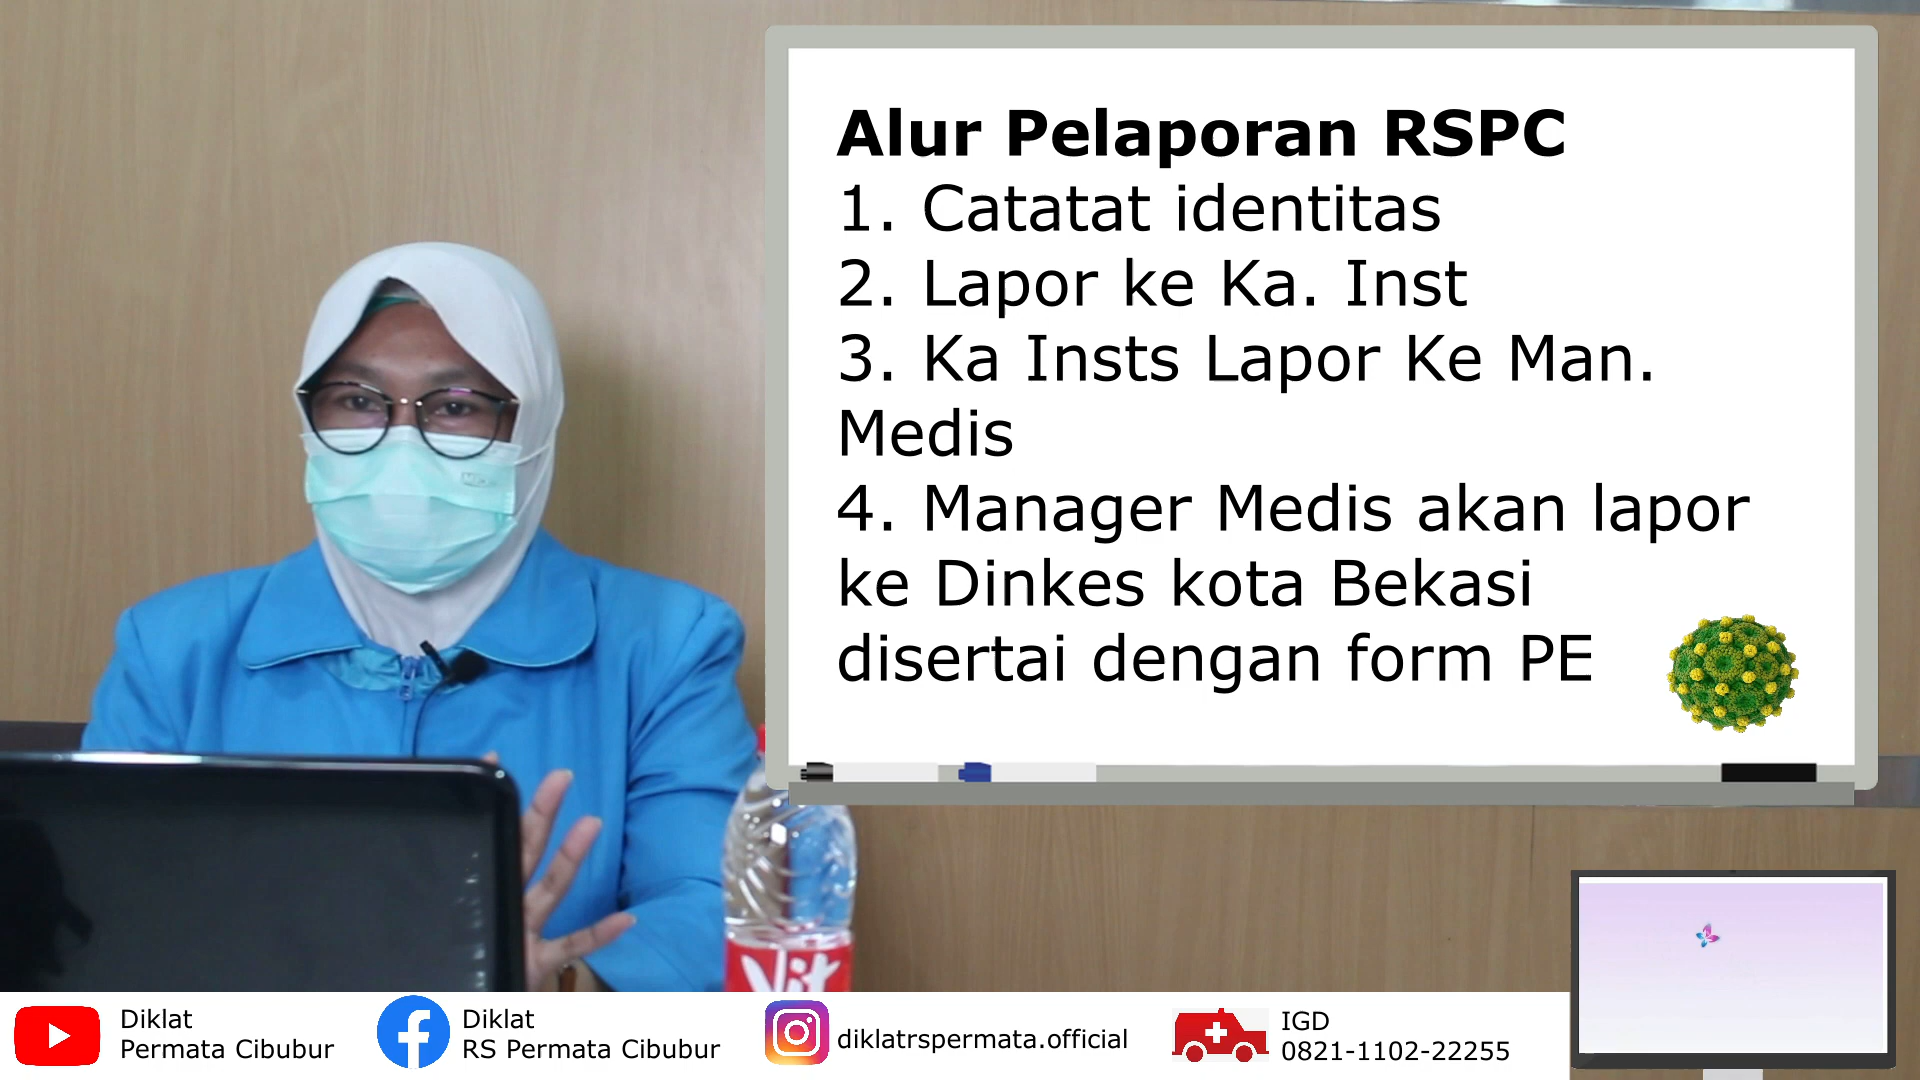 Alur Pelaporan RSPC
1. Catatat identitas
2. Lapor ke Ka. Inst
3. Ka Insts Lapor Ke Man.
Medis
4. Manager Medis akan lapor
ke Dinkes kota Bekasi
disertai dengan form PE
Vit
Diklat
Permata Cibubur
Diklat
RS Permata Cibubur
diklatrspermata.official
IGD
0821-1102-22255